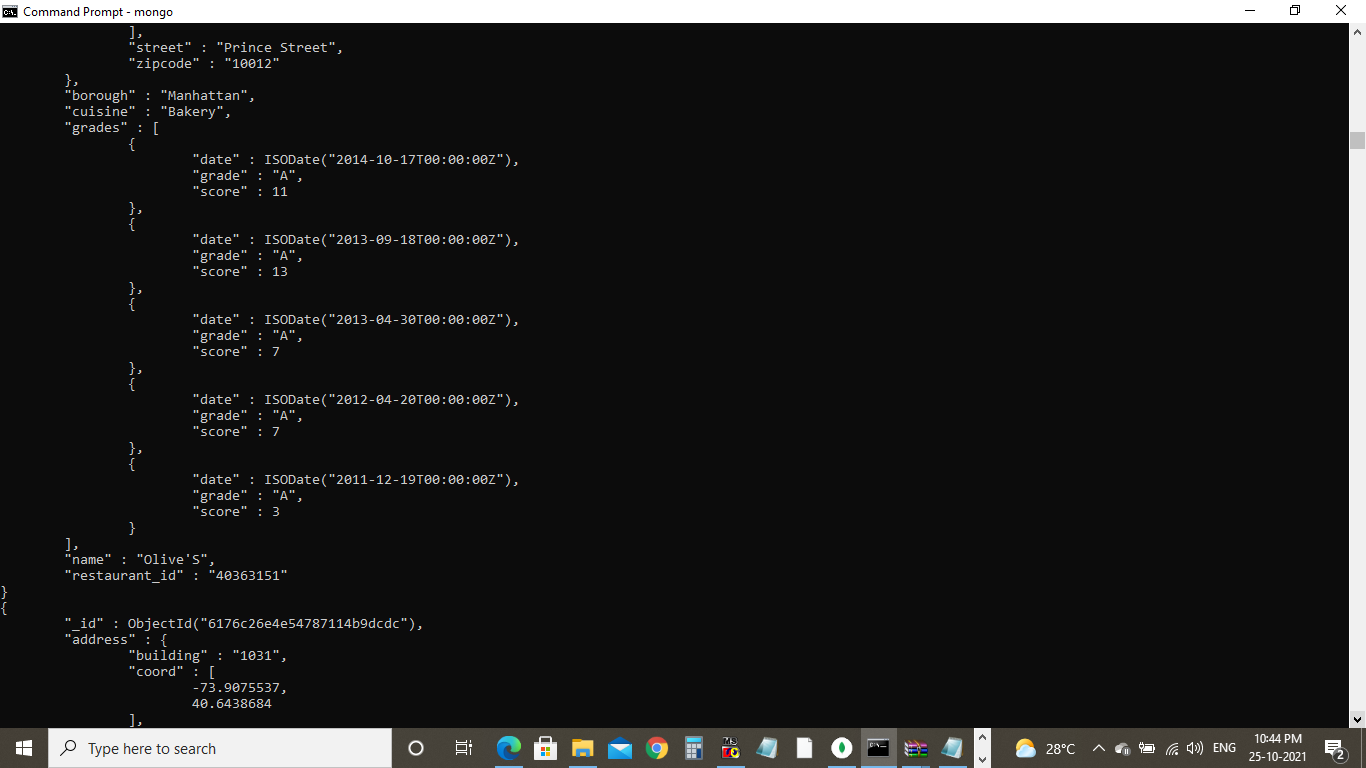 Command Prompt - mongo
],
"street" : "Prince Street",
"zipcode" : "10012"
},
"borough" : "Manhattan",
"cuisine" : "Bakery",
"grades" : [
{
"date" : ISODate("2014-10-17T00:00:00Z"),
"grade" : "A",
"score" : 11
},
{
"date" : ISODate("2013-09-18T00:00:00Z"),
"grade" : "A",
"score" : 13
},
{
"date" : ISODate("2013-04-30T00:00:00Z"),
"grade" : "A",
"score" : 7
},
{
"date" : ISODate("2012-04-20T00:00:00Z"),
"grade" : "A",
"score" : 7
},
{
"date" : ISODate("2011-12-19T00:00:00Z"),
"grade" : "A",
"score" : 3
}
],
"name" : "Olive'S",
"restaurant_id" : "40363151"
}
{
"_id" : ObjectId("6176c26e4e54787114b9dcdc"),
"address" : {
"building" : "1031",
"coord" : [
-73.9075537,
40.6438684
],
Type here to search
28°C
ENG
10:44 PM
25-10-2021
2